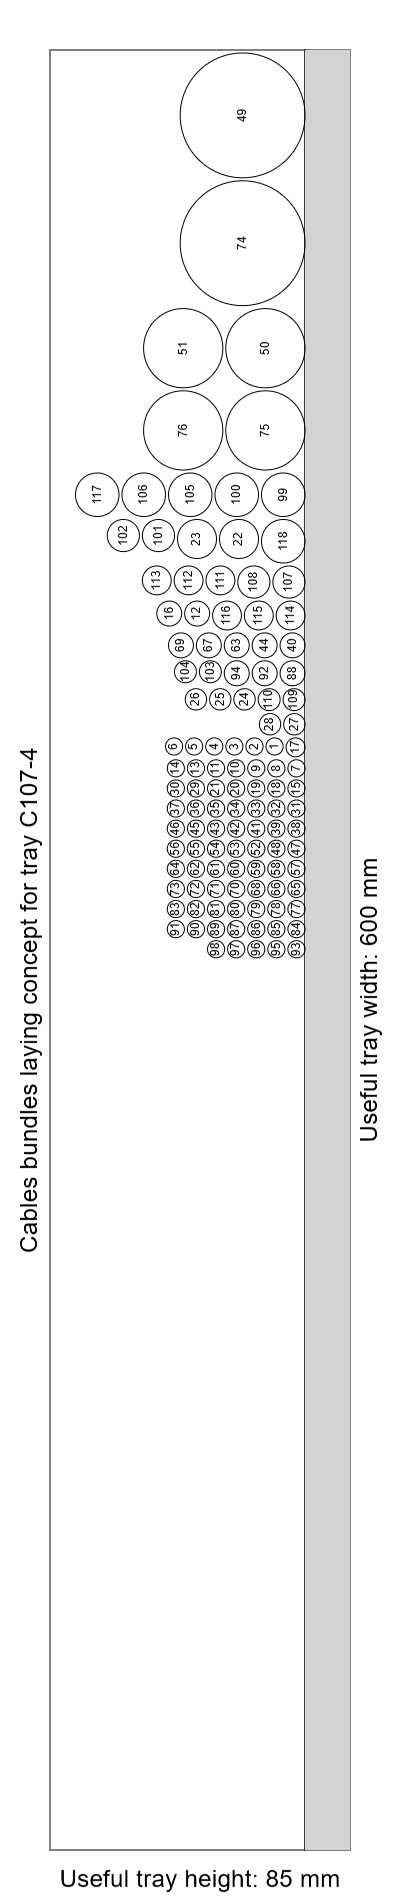 Cables bundles laying concept for tray C107-4
49
74
51 50
76 75
117 106 105 100 99
102 101 23 22 118
113 112 111 108 107
16 12 116 115 114
69 67 63 44 40
104 103 94 92 88
26 25 24 110 109
28 27
6 5 4 3 2 1 17
14 13 11 10 9 8 7
30 29 21 20 19 18 15
37 36 35 34 33 32 31
46 45 43 42 41 39 38
56 55 54 53 52 48 47
64 62 61 60 59 58 57
73 72 71 70 68 66 65
83 82 81 80 79 78 77
91 90 89 87 86 85 84
98 97 96 95 93
Useful tray width: 600 mm
Useful tray height: 85 mm